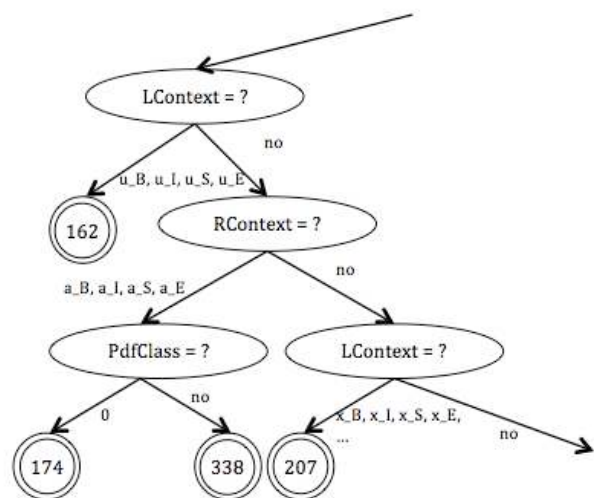 LContext = ?
no
u_B, u_I, u_S, u_E
162
RContext = ?
no
a_B, a_I, a_S, a_E
PdfClass = ?
LContext = ?
0
no
x_B, x_I, x_S, x_E,
...
no
174
338
207